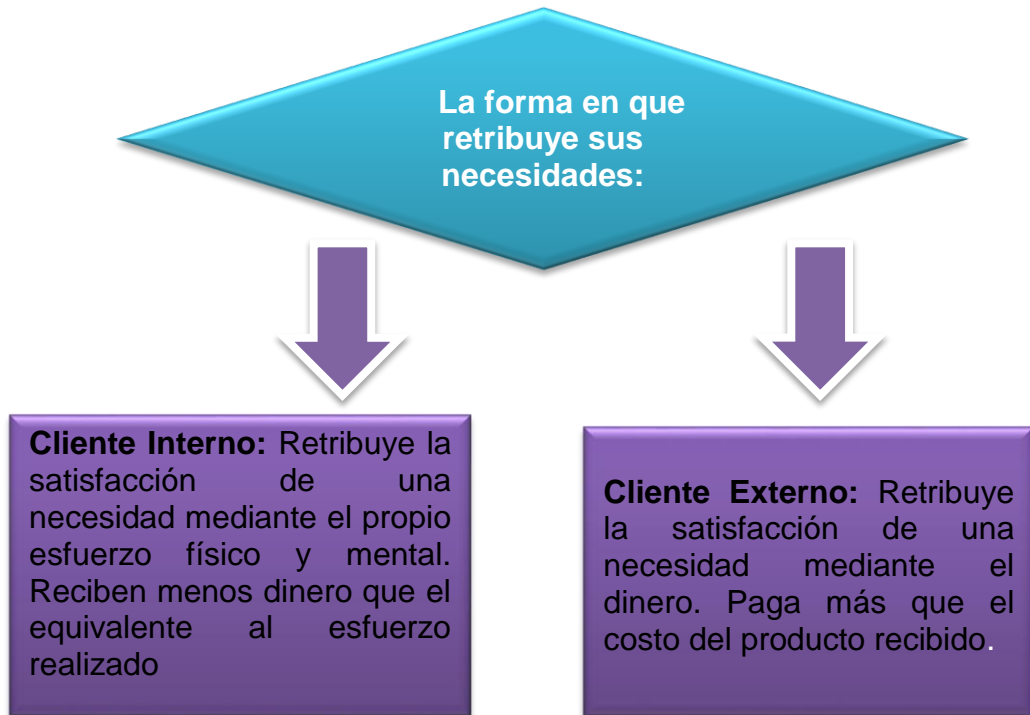 La forma en que
retribuye sus
necesidades:
Cliente Interno: Retribuye la
satisfacción de una
necesidad mediante el propio
esfuerzo físico y mental.
Reciben menos dinero que el
equivalente al esfuerzo
realizado
Cliente Externo: Retribuye
la satisfacción de una
necesidad mediante el
dinero. Paga más que el
costo del producto recibido.